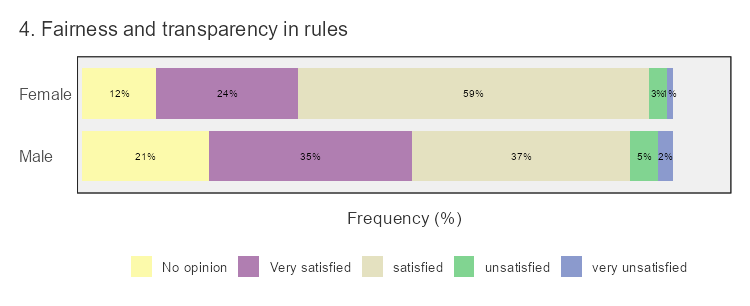 4. Fairness and transparency in rules
Female 12% 24% 59% 3% 1%
Male 21% 35% 37% 5% 2%
Frequency (%)
No opinion Very satisfied satisfied unsatisfied very unsatisfied